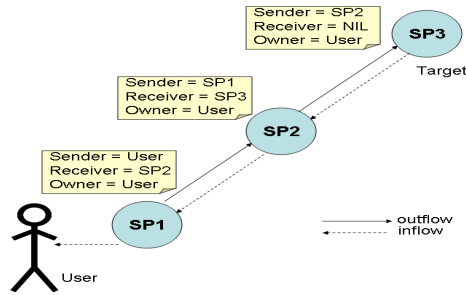 Sender = SP2
Receiver = NIL
Owner = User
SP3
Target
Sender = SP1
Receiver = SP3
Owner = User
SP2
Sender = User
Receiver = SP2
Owner = User
SP1
User
outflow
inflow